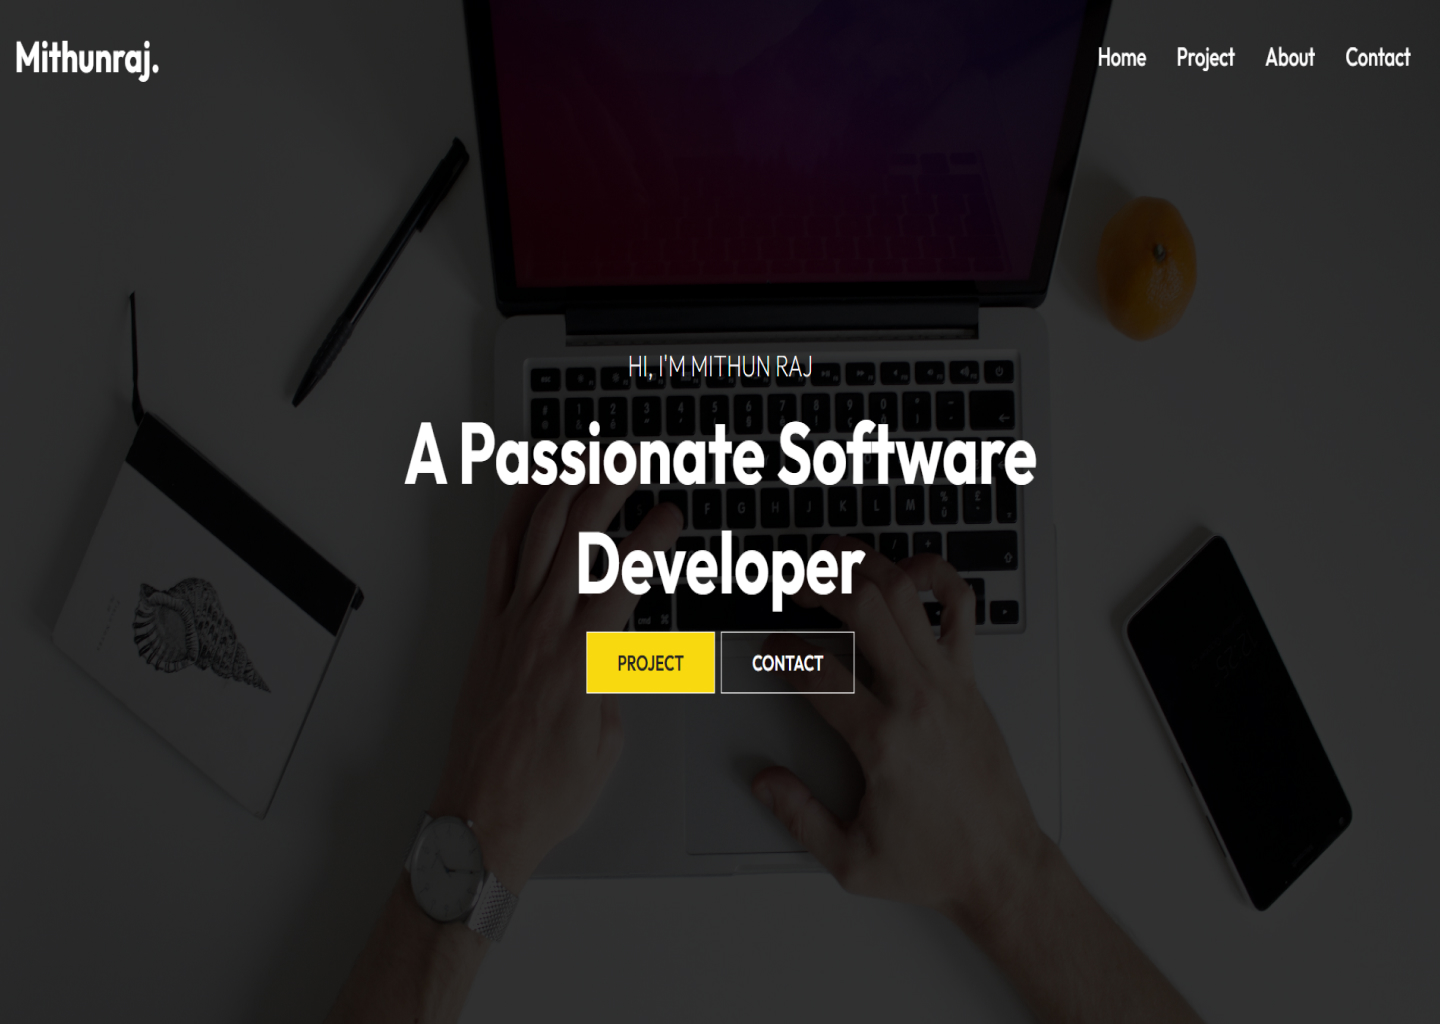 Mithunraj.
Home Project About Contact
HI, I'M MITHUN RAJ
A Passionate Software
Developer
PROJECT CONTACT